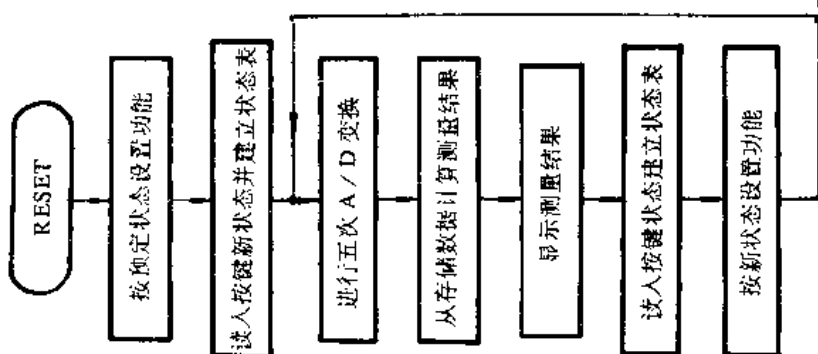 RESET
按预定状态设置功能
读入按键新状态并建立状态表
进行五次 A/D 变换
从存储数据计算测量结果
显示测量结果
读入按键状态建立状态表
按新状态设置功能